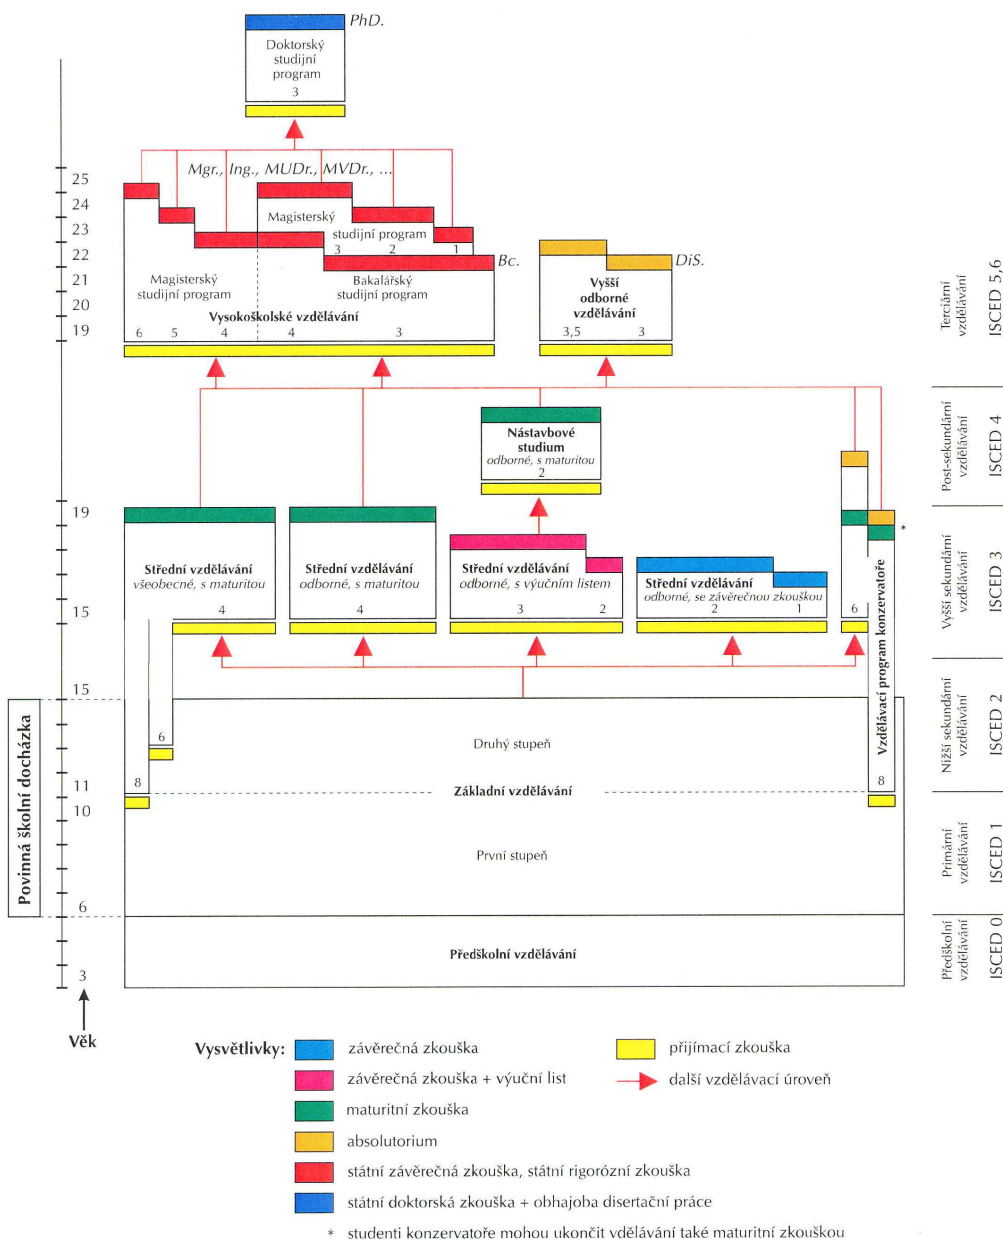 PhD.
Doktorský
studijní
program
3
Mgr., Ing., MUDr., MVDr., ...
25
24
23
22
21
20
19
Magisterský
studijní program
3
2
1
Magisterský
studijní program
Bakalářský
studijní program
Bc.
Vysokoškolské vzdělávání
6
5
4
4
3
DiS.
Vyšší
odborné
vzdělávání
3,5
3
Terciární
vzdělávání
ISCED 5,6
Nástavbové
studium
odborné, s maturitou
2
Post-sekundární
vzdělávání
ISCED 4
19
15
Střední vzdělávání
všeobecné, s maturitou
4
Střední vzdělávání
odborné, s maturitou
4
Střední vzdělávání
odborné, s výučním listem
3
2
Střední vzdělávání
odborné, se závěrečnou zkouškou
2
1
6
*
Vzdělávací program konzervatoře
8
Vyšší sekundární
vzdělávání
ISCED 3
15
11
10
6
3
Věk
Povinná školní docházka
6
8
Druhý stupeň
Základní vzdělávání
První stupeň
Předškolní vzdělávání
Nižší sekundární
vzdělávání
ISCED 2
Primární
vzdělávání
ISCED 1
Předškolní
vzdělávání
ISCED 0
Vysvětlivky:
závěrečná zkouška
závěrečná zkouška + výuční list
maturitní zkouška
absolutorium
státní závěrečná zkouška, státní rigorózní zkouška
státní doktorská zkouška + obhajoba disertační práce
* studenti konzervatoře mohou ukončit vdělávání také maturitní zkouškou
přijímací zkouška
další vzdělávací úroveň